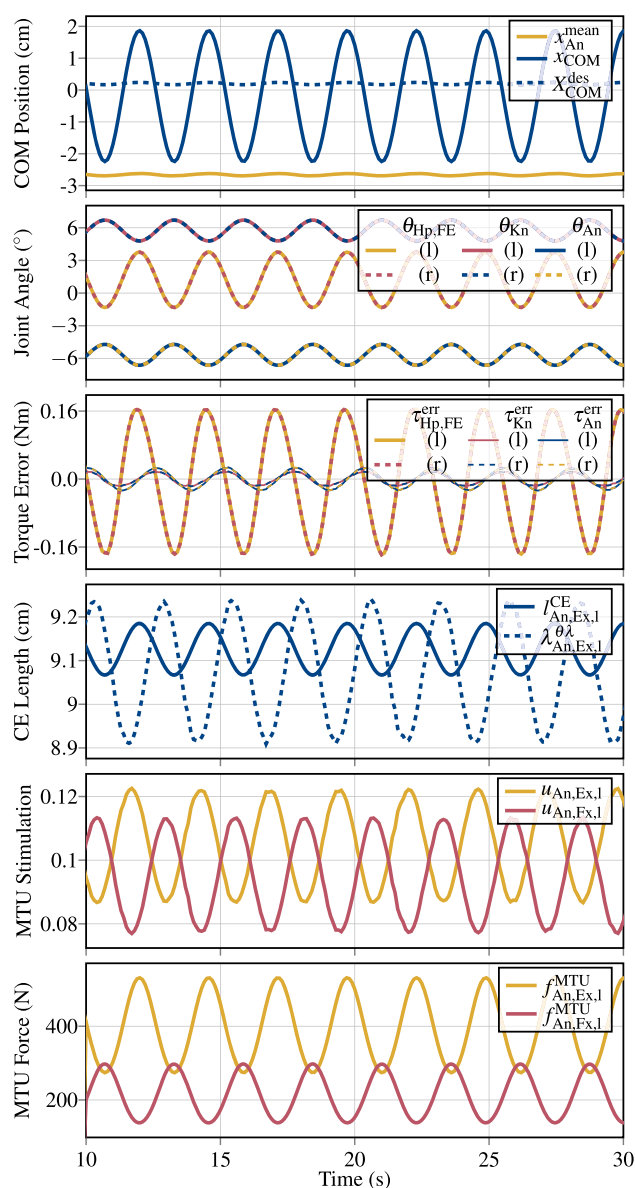 COM Position (cm)
2
1
0
-1
-2
-3
x_An^mean
x_COM
X_COM^des
Joint Angle (°)
6
3
0
−3
−6
θ_Hp,FE θ_Kn θ_An
(l) (l) (l)
(r) (r) (r)
Torque Error (Nm)
0.16
0.0
-0.16
τ_Hp,FE^err τ_Kn^err τ_An^err
(l) (l) (l)
(r) (r) (r)
CE Length (cm)
9.2
9.1
9
8.9
l_An,Ex,l^CE
λ_An,Ex,l^θλ
MTU Stimulation
0.12
0.1
0.08
u_An,Ex,l
u_An,Fx,l
MTU Force (N)
400
200
f_An,Ex,l^MTU
f_An,Fx,l^MTU
10 15 20 25 30
Time (s)